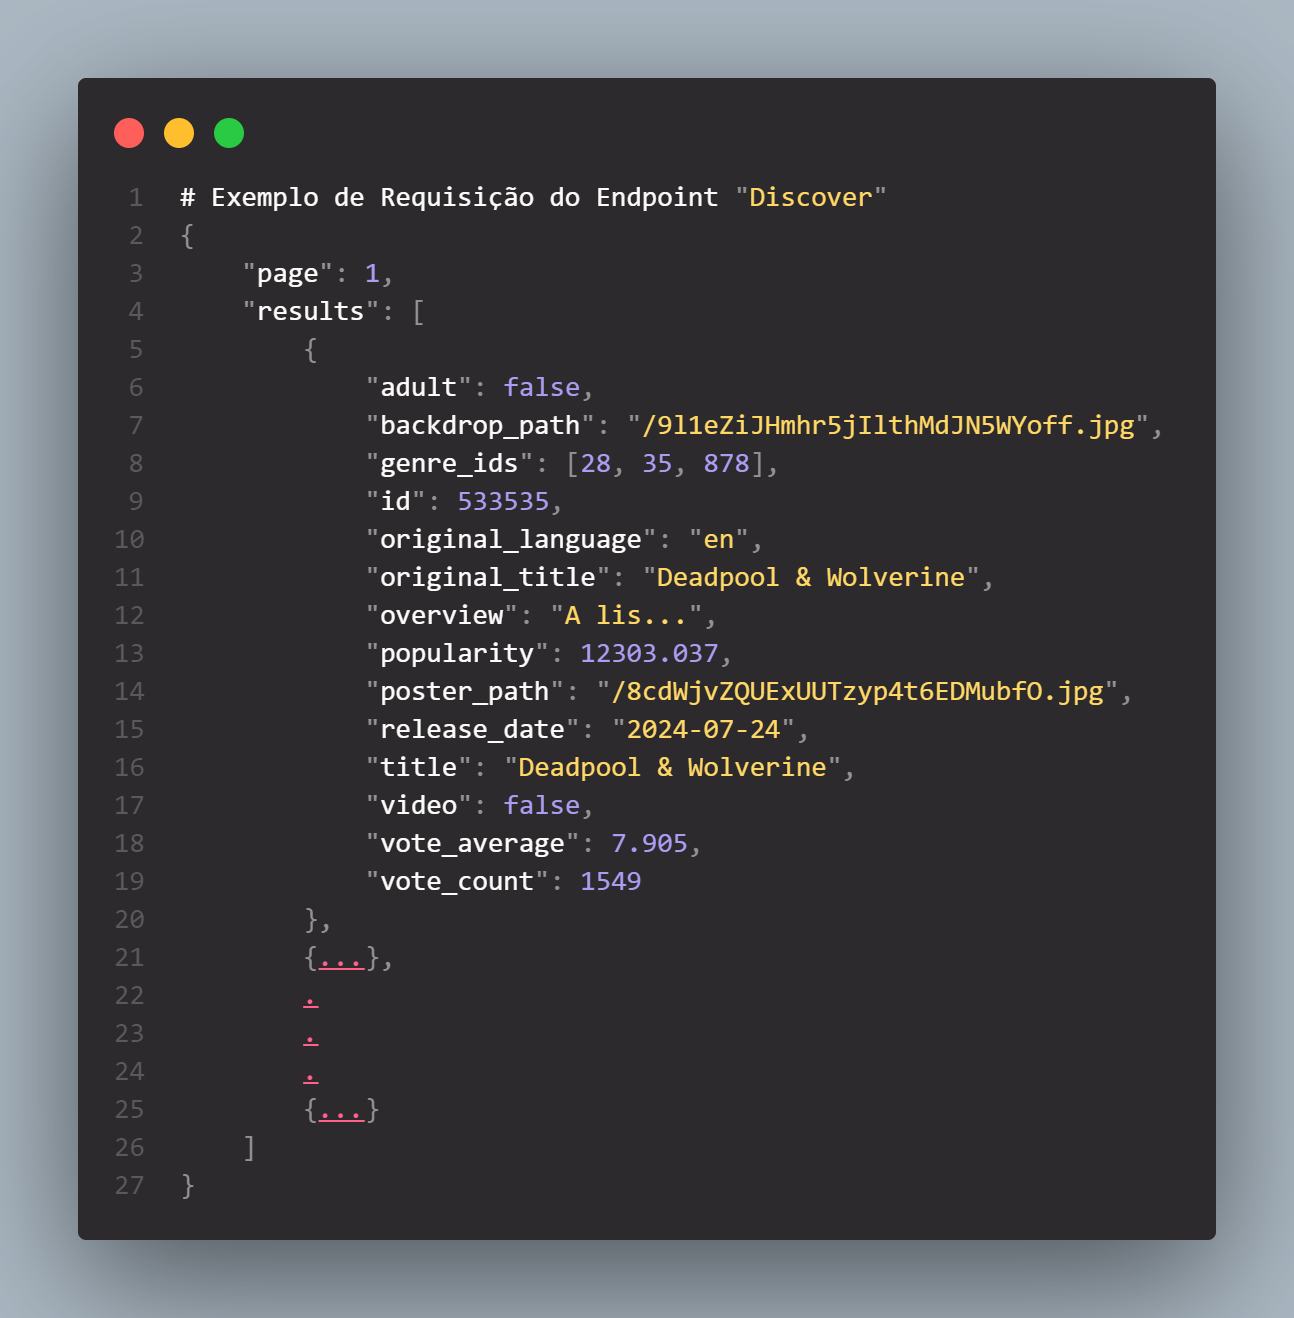 1 # Exemplo de Requisição do Endpoint "Discover"
2 {
3 "page": 1,
4 "results": [
5 {
6 "adult": false,
7 "backdrop_path": "/9l1eZiJHmhr5jIlthMdJN5WYoff.jpg",
8 "genre_ids": [28, 35, 878],
9 "id": 533535,
10 "original_language": "en",
11 "original_title": "Deadpool & Wolverine",
12 "overview": "A lis...",
13 "popularity": 12303.037,
14 "poster_path": "/8cdWjvZQUExUUTzyp4t6EDMubfO.jpg",
15 "release_date": "2024-07-24",
16 "title": "Deadpool & Wolverine",
17 "video": false,
18 "vote_average": 7.905,
19 "vote_count": 1549
20 },
21 {...},
22 .
23 .
24 .
25 {...}
26 ]
27 }